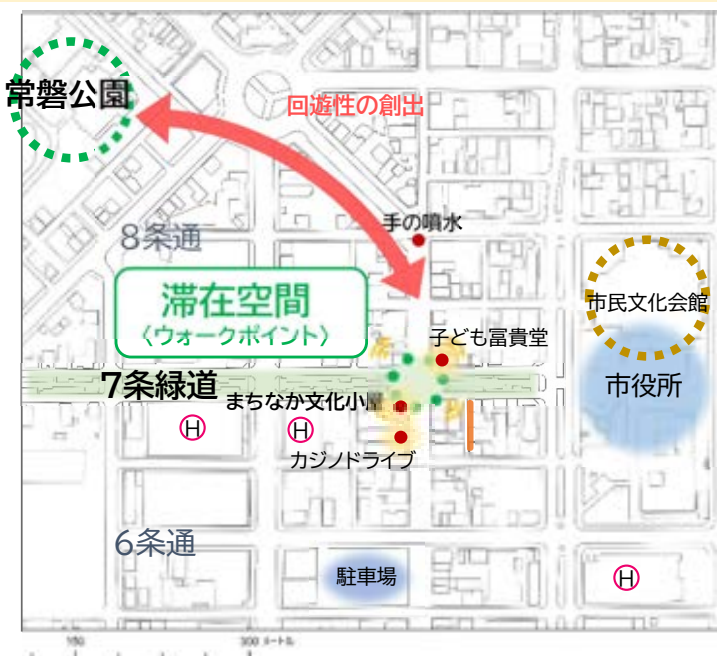 常磐公園
回遊性の創出
手の噴水
8条通
滞在空間
〈ウォークポイント〉
市民文化会館
子ども冨貴堂
7条緑道
まちなか文化小屋
市役所
H
H
カジノドライブ
6条通
駐車場
H